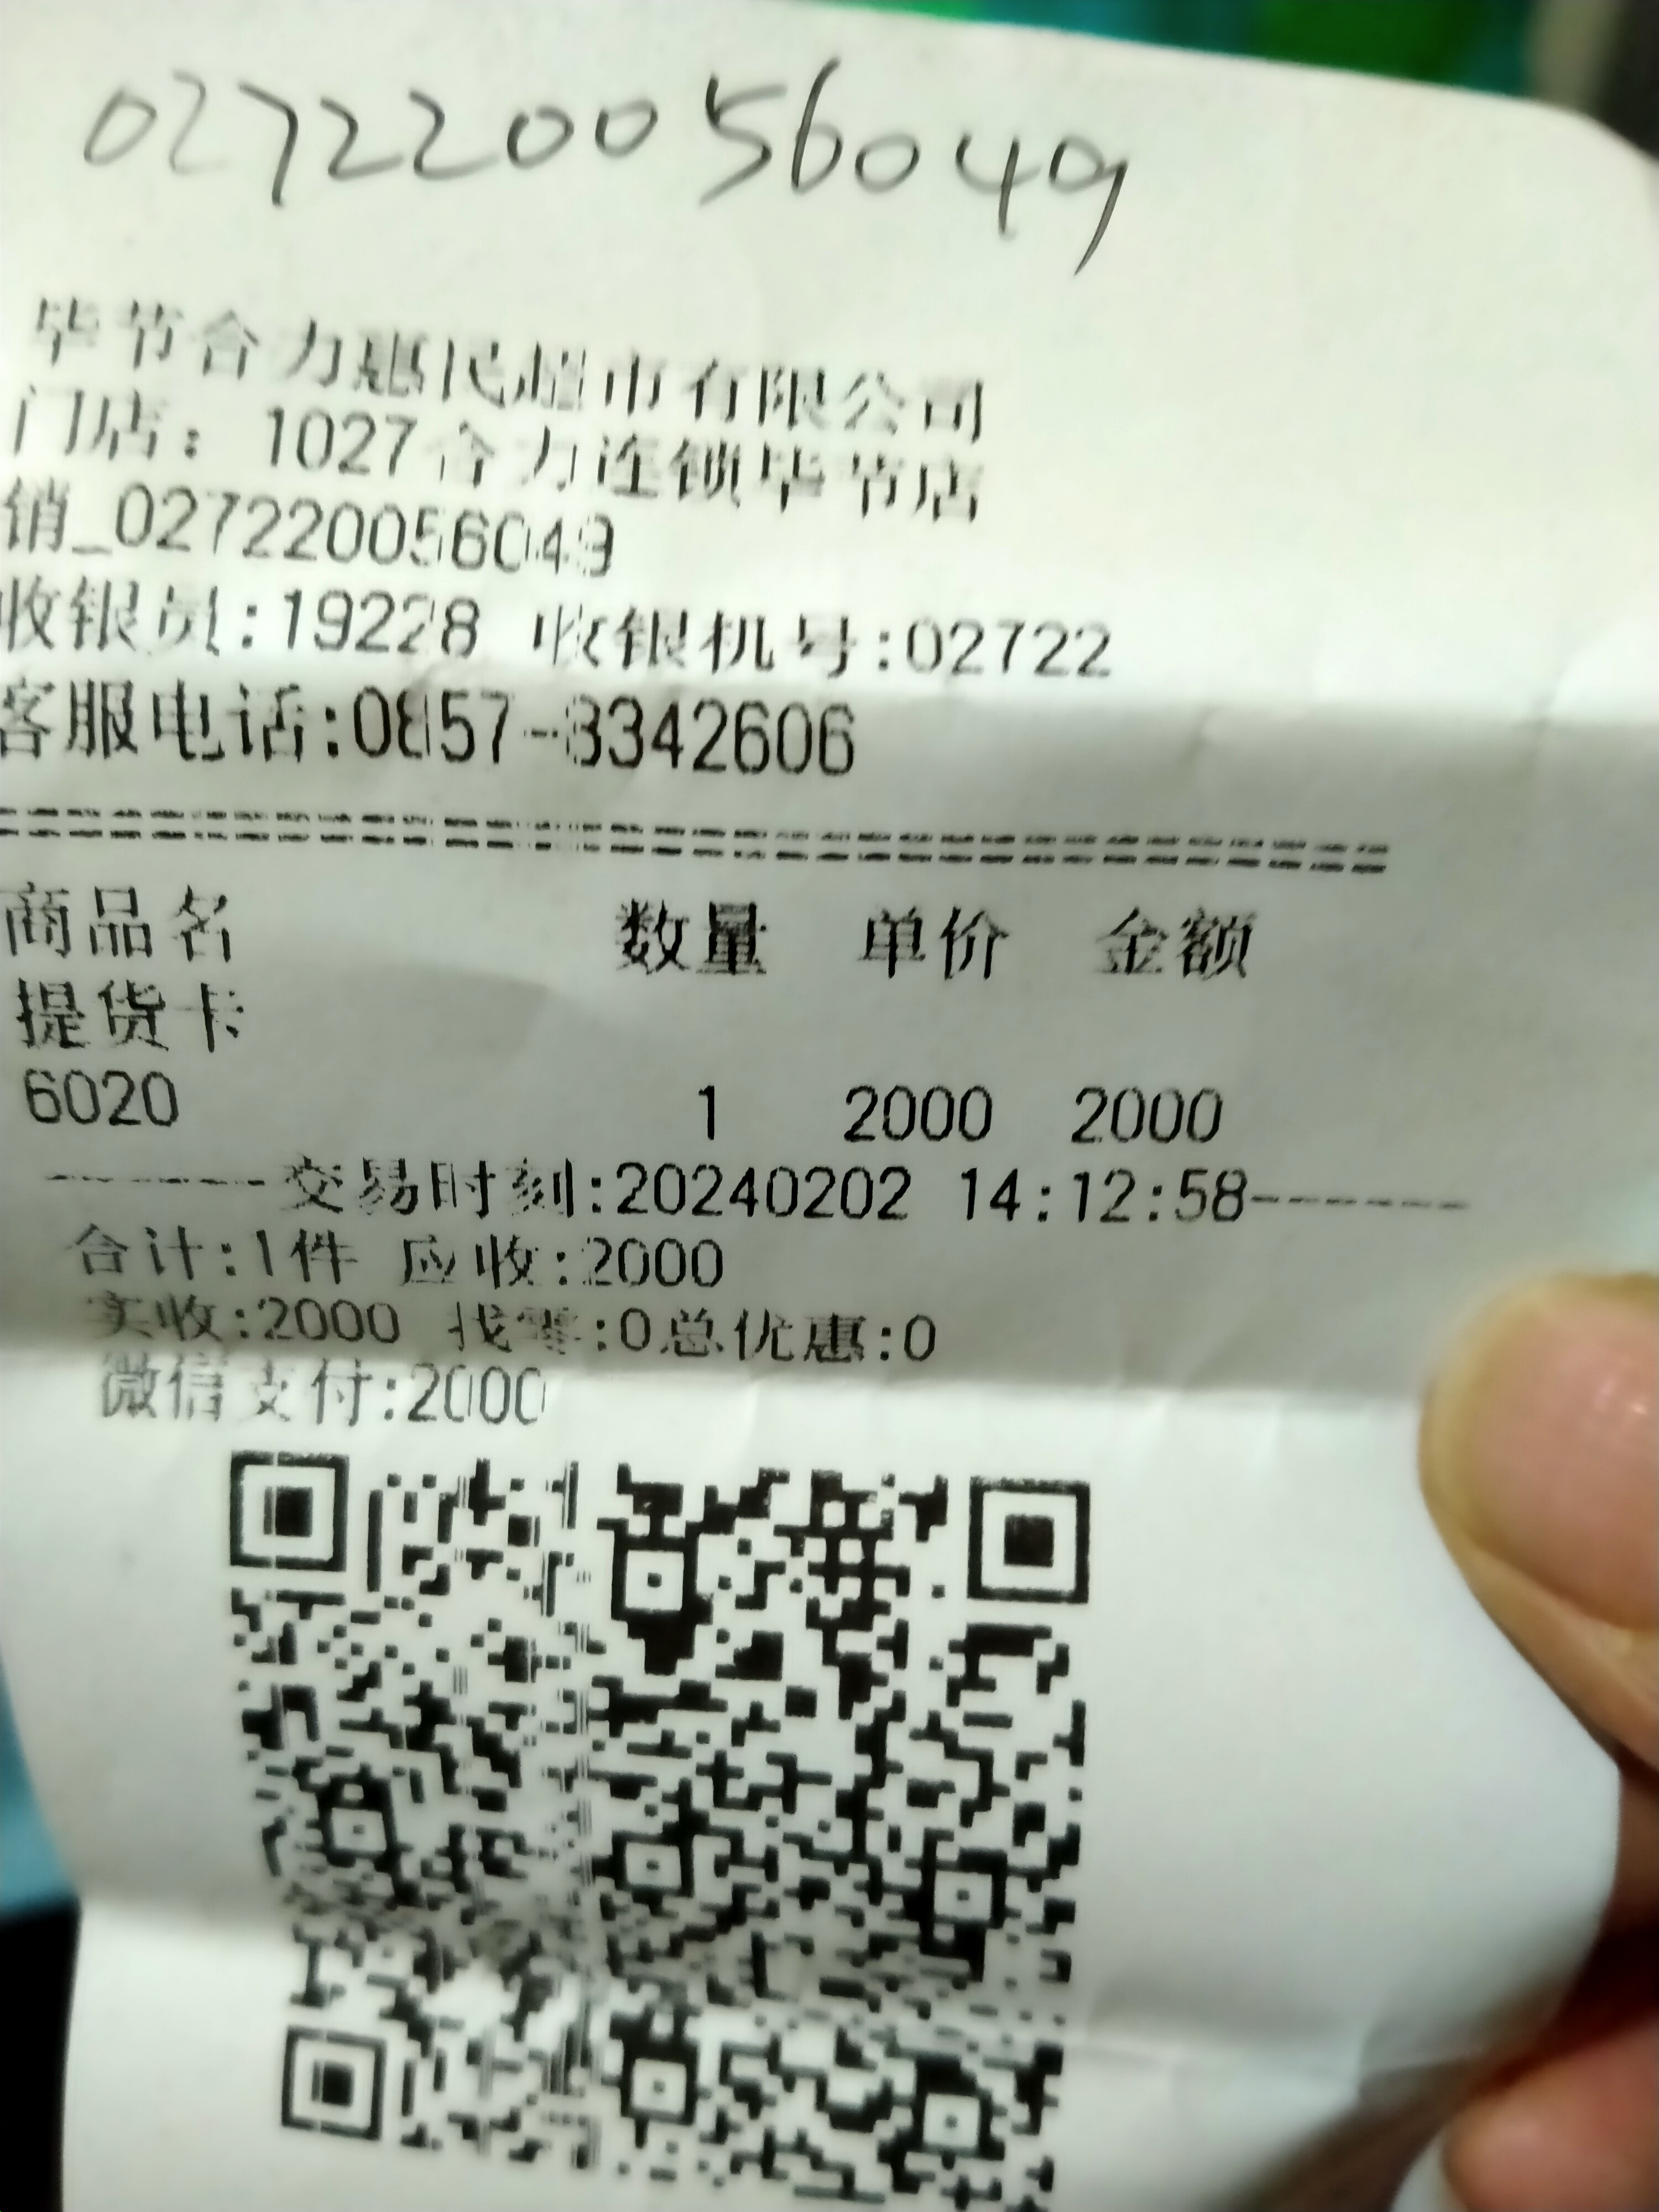 027220056049
毕节合力惠民超市有限公司
门店：1027合力连锁毕节店
销_027220056049
收银员:19228 收银机号:02722
客服电话:0857-8342606
商品名 数量 单价 金额
提货卡
6020 1 2000 2000
-------交易时刻:20240202 14:12:58-------
合计:1件 应收:2000
实收:2000 找零:0总优惠:0
微信支付:2000